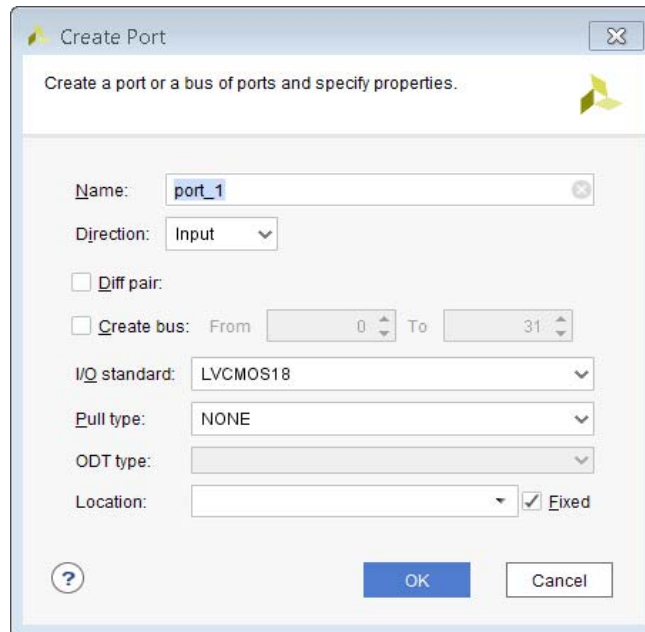 Create Port
Create a port or a bus of ports and specify properties.
Name: port_1
Direction: Input
Diff pair:
Create bus: From 0 To 31
I/O standard: LVCMOS18
Pull type: NONE
ODT type:
Location: Fixed
? OK Cancel